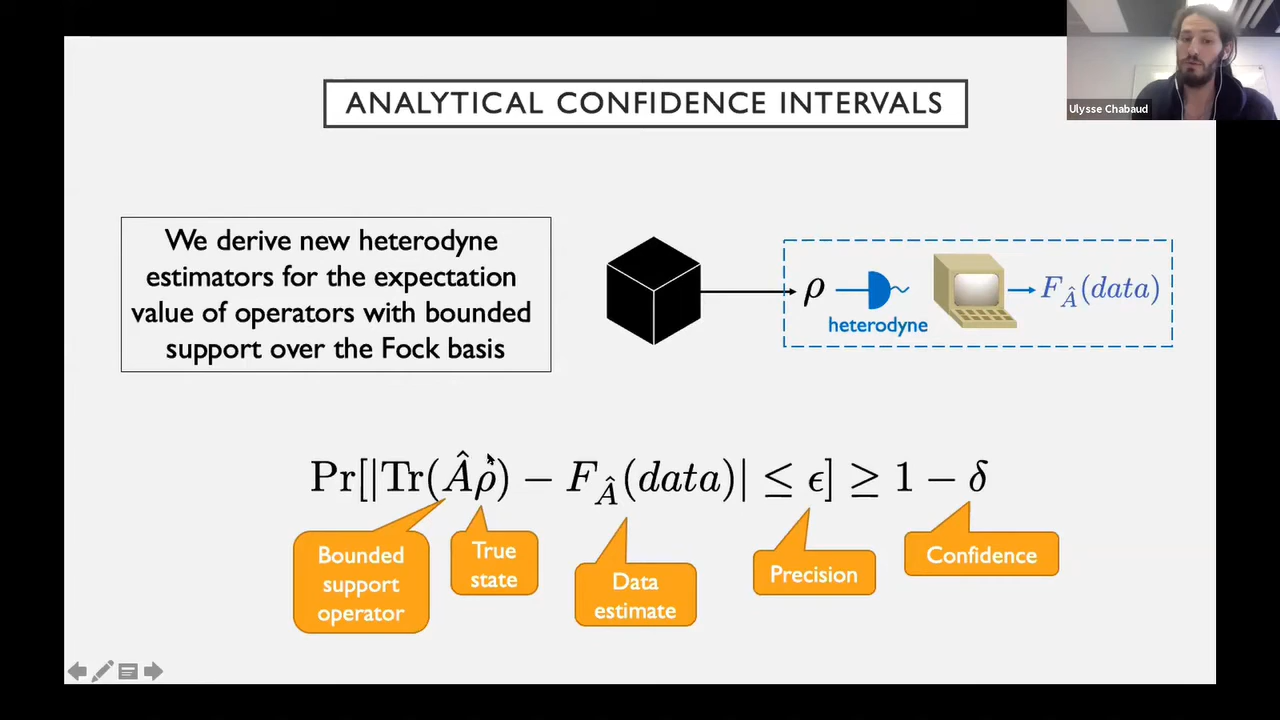 Ulysse Chabaud
ANALYTICAL CONFIDENCE INTERVALS
We derive new heterodyne
estimators for the expectation
value of operators with bounded
support over the Fock basis
ρ
heterodyne
F_Â(data)
Pr[|Tr(Âρ) − F_Â(data)| ≤ ϵ] ≥ 1 − δ
Bounded
support
operator
True
state
Data
estimate
Precision
Confidence